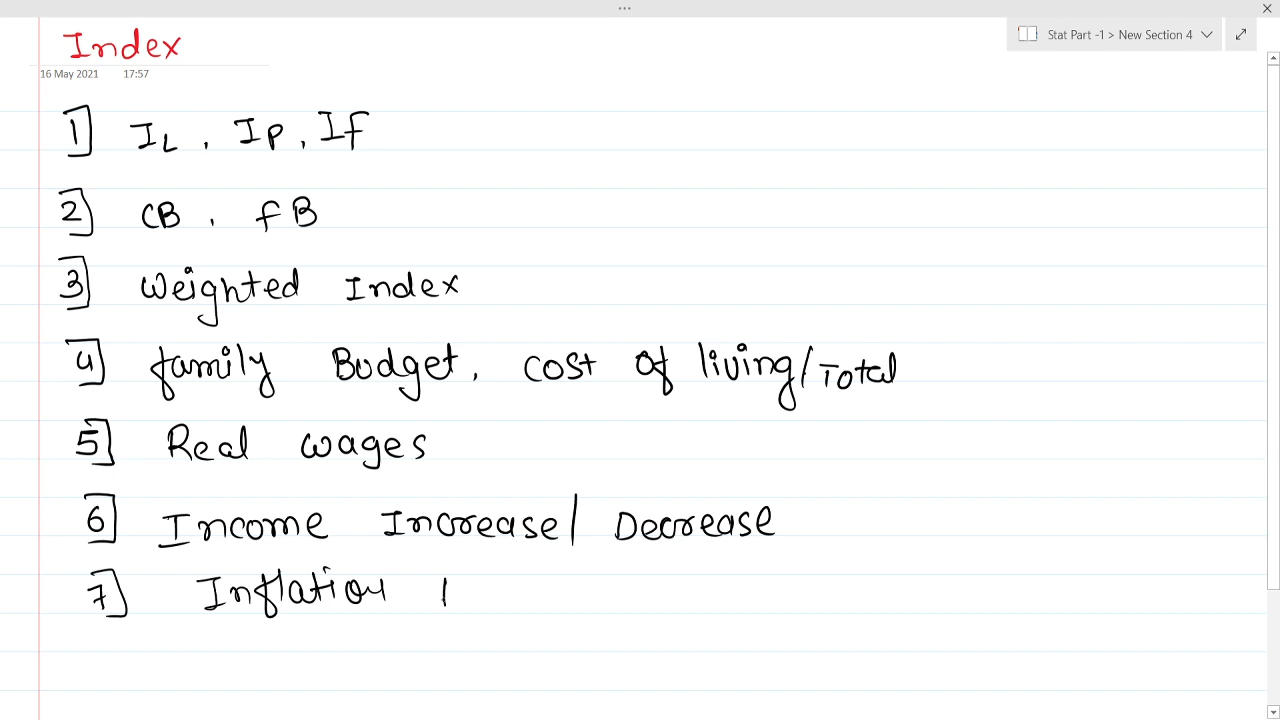 Stat Part -1 > New Section 4
Index
16 May 2021 17:57
1] IL, IP, If
2] CB, fB
3] Weighted Index
4] family Budget, cost of living/Total
5] Real wages
6] Income Increase/ Decrease
7] Inflation